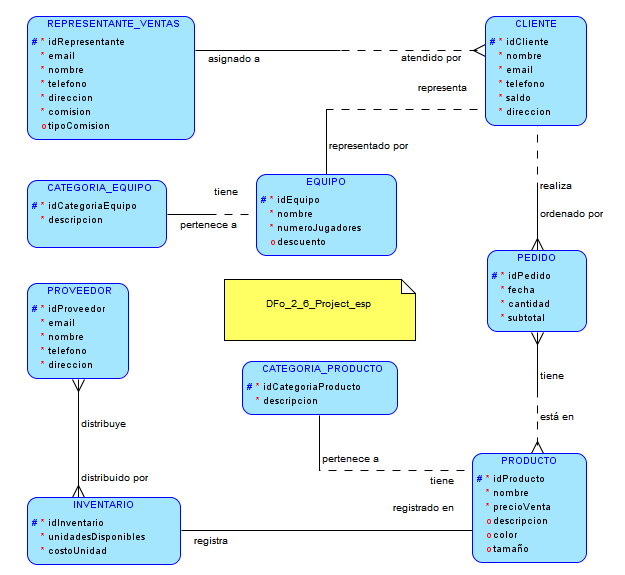 REPRESENTANTE_VENTAS
# * idRepresentante
* email
* nombre
* telefono
* direccion
* comision
o tipoComision
asignado a
atendido por
CLIENTE
# * idCliente
* nombre
* email
* telefono
* saldo
* direccion
representa
representado por
realiza
ordenado por
CATEGORIA_EQUIPO
# * idCategoriaEquipo
* descripcion
tiene
pertenece a
EQUIPO
# * idEquipo
* nombre
* numeroJugadores
o descuento
PEDIDO
# * idPedido
* fecha
* cantidad
* subtotal
PROVEEDOR
# * idProveedor
* email
* nombre
* telefono
* direccion
DFo_2_6_Project_esp
CATEGORIA_PRODUCTO
# * idCategoriaProducto
* descripcion
tiene
está en
distribuye
distribuido por
pertenece a
tiene
PRODUCTO
# * idProducto
* nombre
* precioVenta
o descripcion
o color
o tamaño
INVENTARIO
# * idInventario
* unidadesDisponibles
* costoUnidad
registrado en
registra